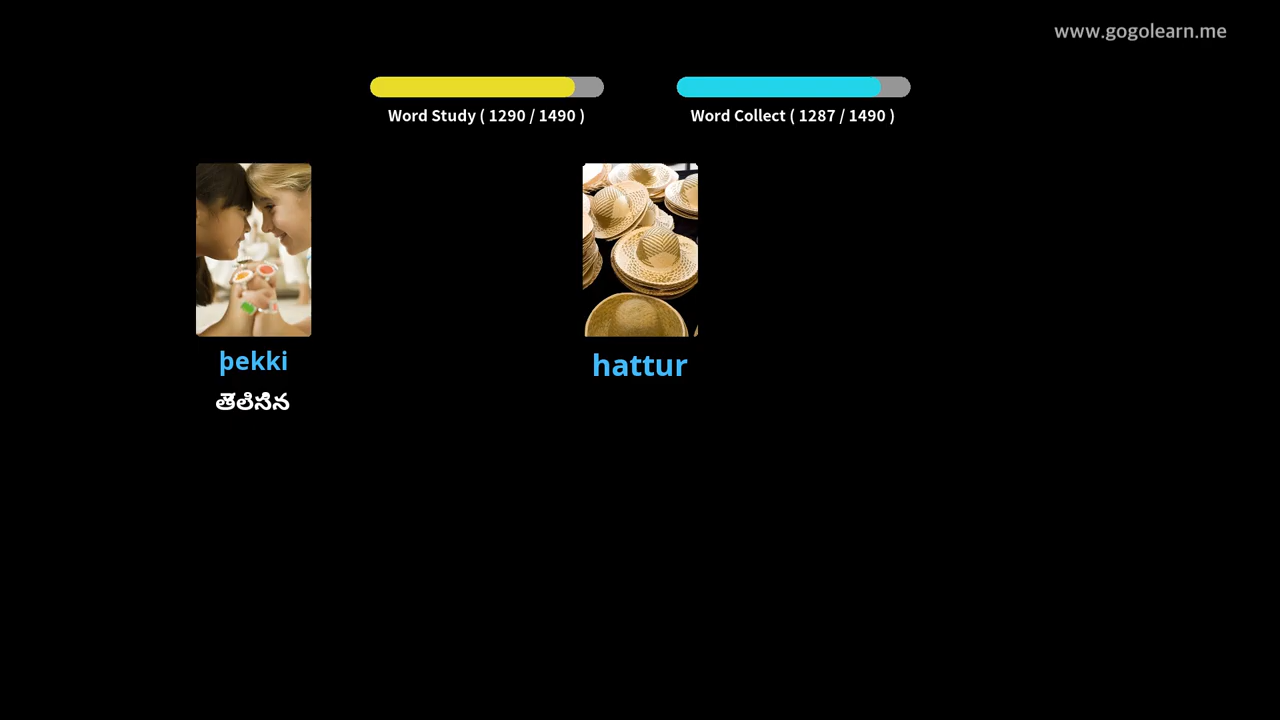 www.gogolearn.me
Word Study ( 1290 / 1490 )
Word Collect ( 1287 / 1490 )
þekki
తెలిసిన
hattur